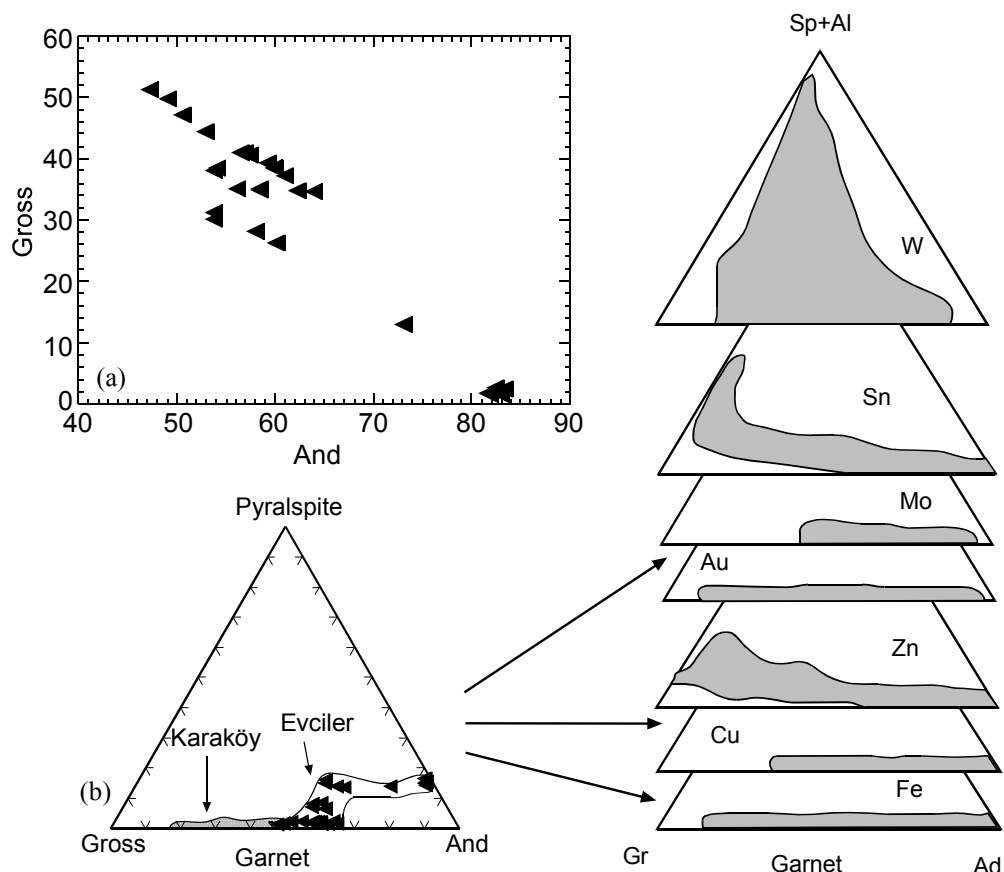 60
50
40
30
20
10
0
Gross
(a)
40 50 60 70 80 90
And
Pyralspite
Karaköy
Evciler
(b)
Gross
Garnet
And
Sp+Al
W
Sn
Mo
Au
Zn
Cu
Fe
Gr
Garnet
Ad